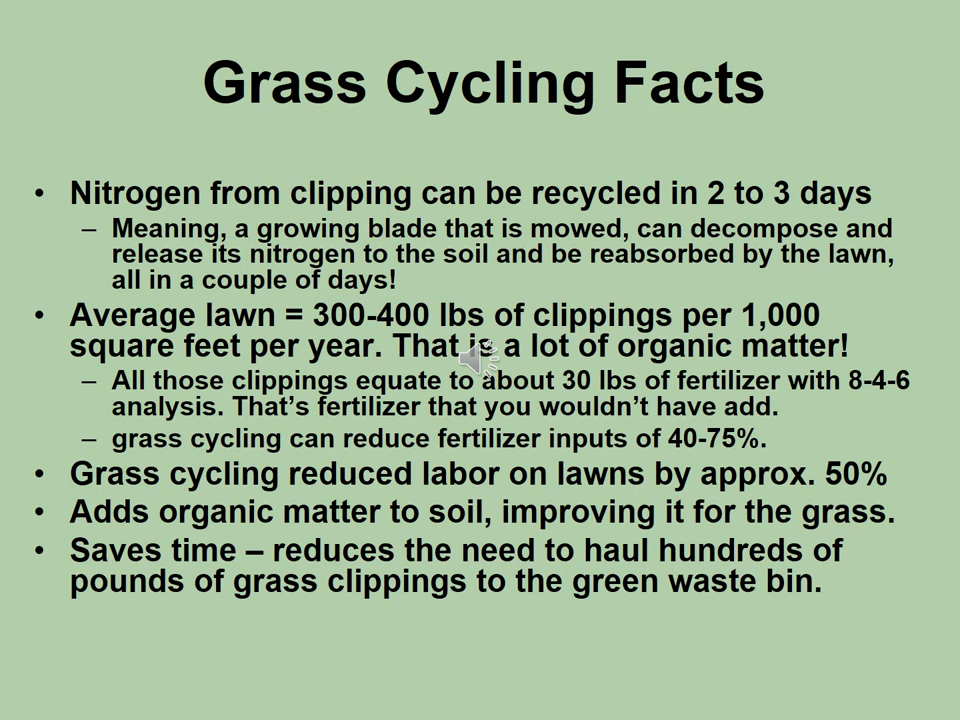 Grass Cycling Facts
• Nitrogen from clipping can be recycled in 2 to 3 days
– Meaning, a growing blade that is mowed, can decompose and
release its nitrogen to the soil and be reabsorbed by the lawn,
all in a couple of days!
• Average lawn = 300-400 lbs of clippings per 1,000
square feet per year. That is a lot of organic matter!
– All those clippings equate to about 30 lbs of fertilizer with 8-4-6
analysis. That’s fertilizer that you wouldn’t have add.
– grass cycling can reduce fertilizer inputs of 40-75%.
• Grass cycling reduced labor on lawns by approx. 50%
• Adds organic matter to soil, improving it for the grass.
• Saves time – reduces the need to haul hundreds of
pounds of grass clippings to the green waste bin.